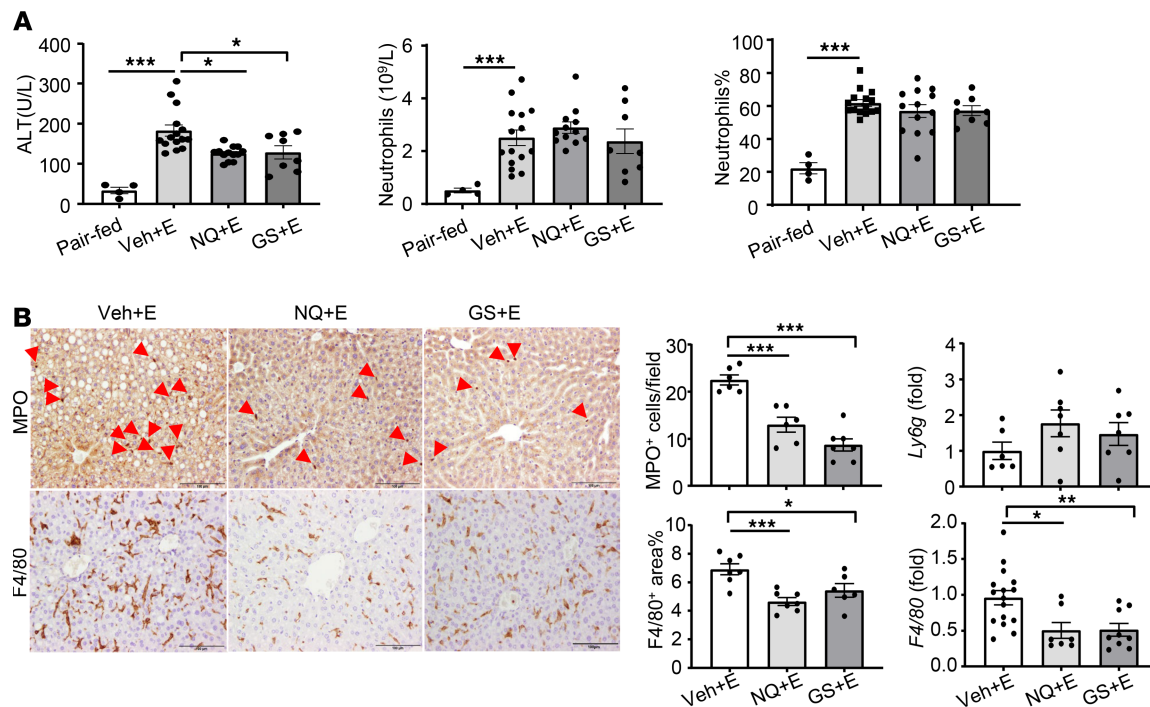 A
ALT(U/L)
400
300
200
100
0
***
*
*
Pair-fed
Veh+E
NQ+E
GS+E
Neutrophils (10⁹/L)
6
4
2
0
***
Pair-fed
Veh+E
NQ+E
GS+E
Neutrophils%
100
80
60
40
20
0
***
Pair-fed
Veh+E
NQ+E
GS+E
B
Veh+E
NQ+E
GS+E
MPO
F4/80
MPO⁺ cells/field
30
20
10
0
***
***
Ly6g (fold)
4
3
2
1
0
F4/80⁺ area%
10
8
6
4
2
0
*
***
Veh+E
NQ+E
GS+E
F4/80 (fold)
2.0
1.5
1.0
0.5
0.0
**
*
Veh+E
NQ+E
GS+E